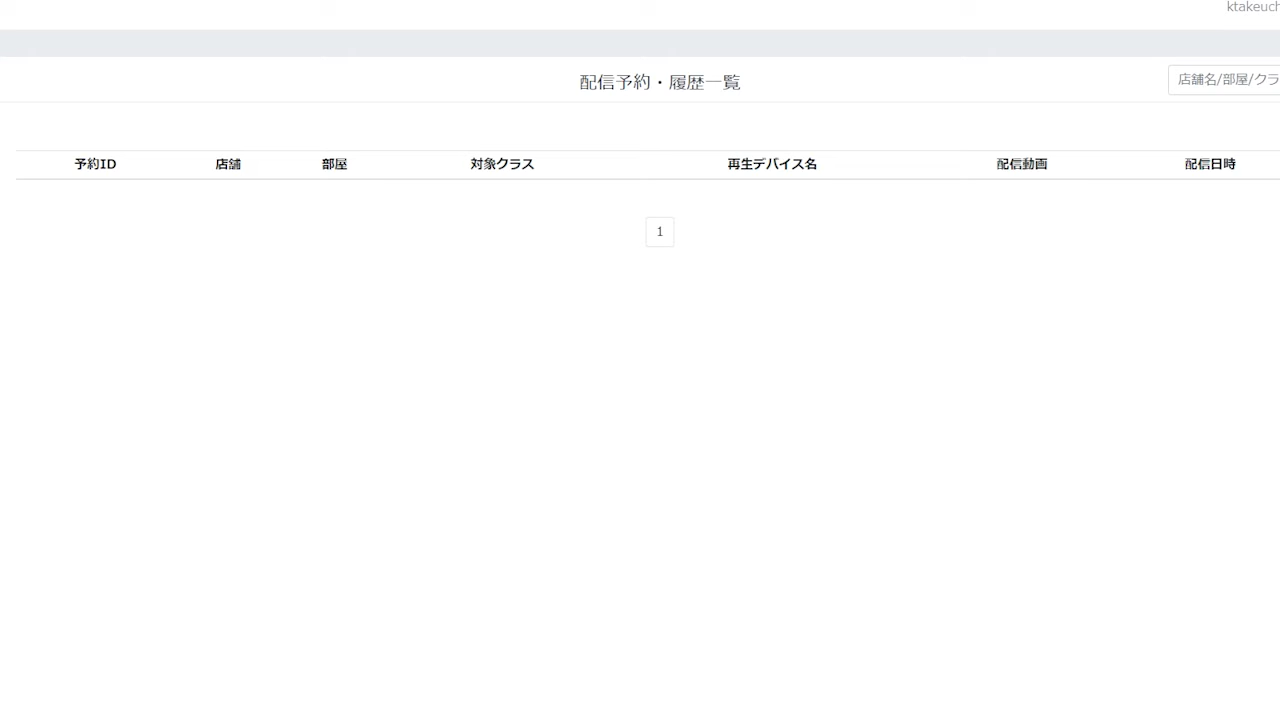 ktakeuch
配信予約・履歴一覧
店舗名/部屋/クラ
予約ID 店舗 部屋 対象クラス 再生デバイス名 配信動画 配信日時
1